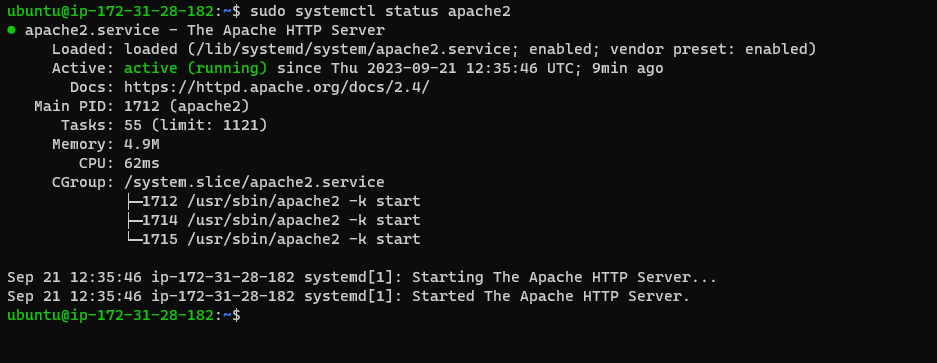 ubuntu@ip-172-31-28-182:~$ sudo systemctl status apache2
● apache2.service - The Apache HTTP Server
     Loaded: loaded (/lib/systemd/system/apache2.service; enabled; vendor preset: enabled)
     Active: active (running) since Thu 2023-09-21 12:35:46 UTC; 9min ago
       Docs: https://httpd.apache.org/docs/2.4/
   Main PID: 1712 (apache2)
      Tasks: 55 (limit: 1121)
     Memory: 4.9M
        CPU: 62ms
     CGroup: /system.slice/apache2.service
             ├─1712 /usr/sbin/apache2 -k start
             ├─1714 /usr/sbin/apache2 -k start
             └─1715 /usr/sbin/apache2 -k start

Sep 21 12:35:46 ip-172-31-28-182 systemd[1]: Starting The Apache HTTP Server...
Sep 21 12:35:46 ip-172-31-28-182 systemd[1]: Started The Apache HTTP Server.
ubuntu@ip-172-31-28-182:~$